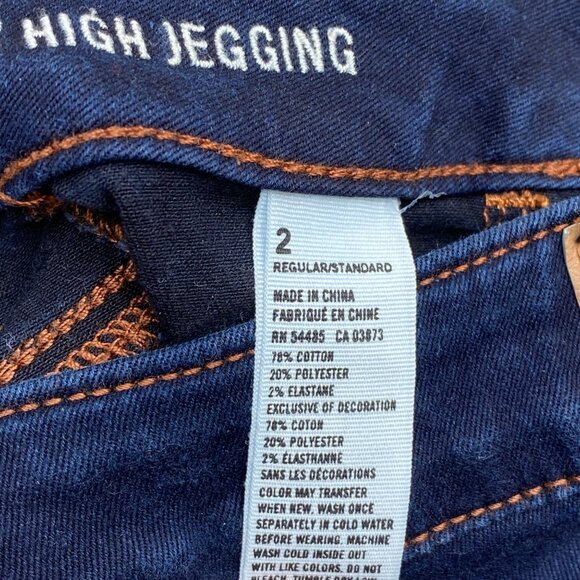 HIGH JEGGING
2
REGULAR/STANDARD
MADE IN CHINA
FABRIQUÉ EN CHINE
RN 54485 CA 03873
78% COTTON
20% POLYESTER
2% ELASTANE
EXCLUSIVE OF DECORATION
78% COTON
20% POLYESTER
2% ÉLASTHANNE
SANS LES DÉCORATIONS
COLOR MAY TRANSFER
WHEN NEW. WASH ONCE
SEPARATELY IN COLD WATER
BEFORE WEARING. MACHINE
WASH COLD INSIDE OUT
WITH LIKE COLORS. DO NOT
BLEACH. TUMBLE